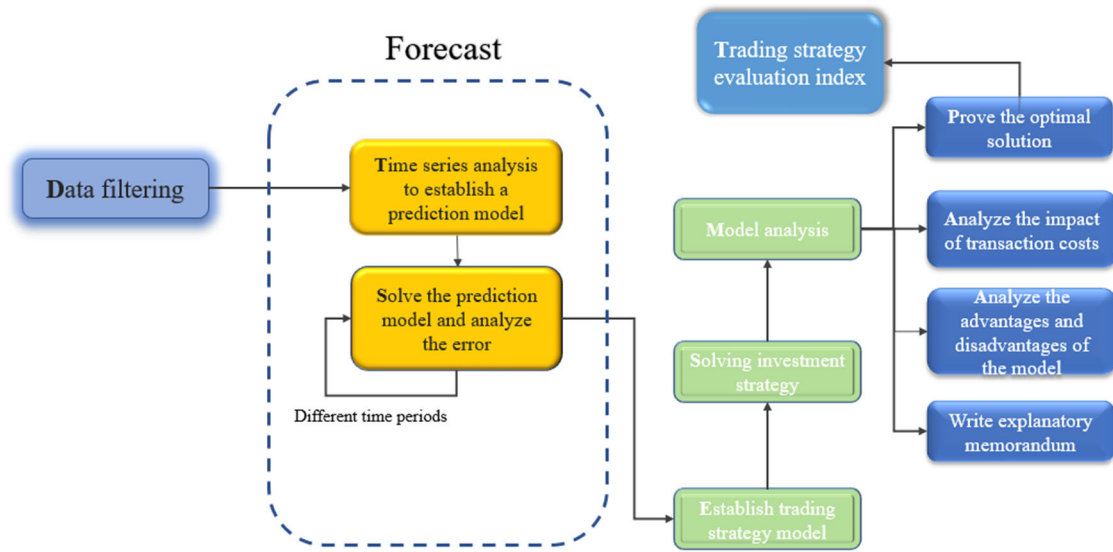 Forecast
Data filtering
Time series analysis
to establish a
prediction model
Solve the prediction
model and analyze
the error
Different time periods
Establish trading
strategy model
Solving investment
strategy
Model analysis
Trading strategy
evaluation index
Prove the optimal
solution
Analyze the impact
of transaction costs
Analyze the
advantages and
disadvantages of
the model
Write explanatory
memorandum